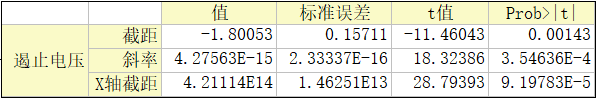 值 标准误差 t值 Prob>|t|
截距 -1.80053 0.15711 -11.46043 0.00143
遏止电压 斜率 4.27563E-15 2.33337E-16 18.32386 3.54636E-4
X轴截距 4.21114E14 1.46251E13 28.79393 9.19783E-5